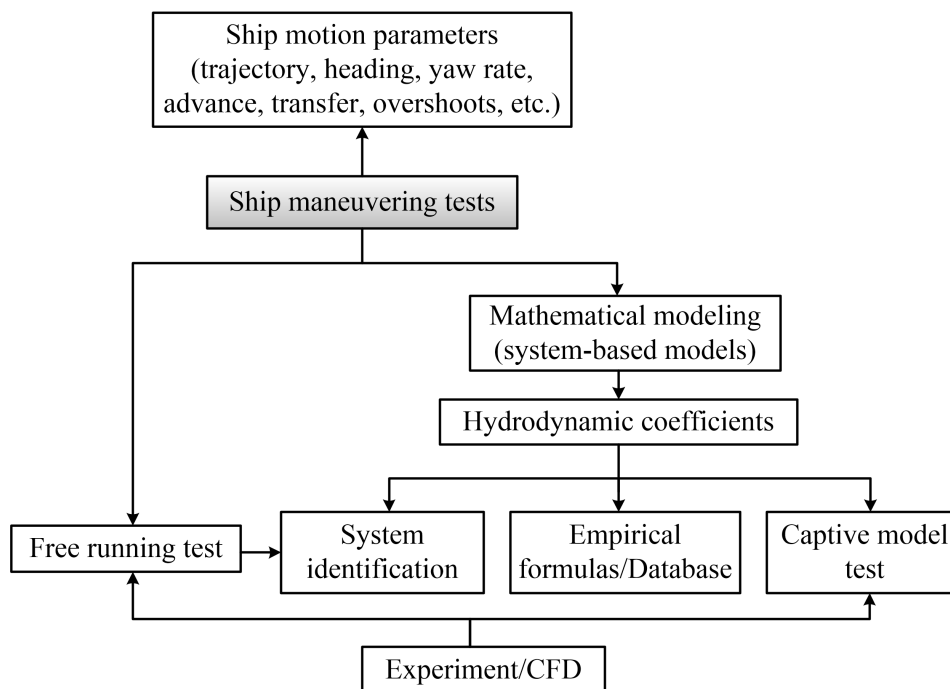 Ship motion parameters
(trajectory, heading, yaw rate,
advance, transfer, overshoots, etc.)
Ship maneuvering tests
Mathematical modeling
(system-based models)
Hydrodynamic coefficients
Free running test
System
identification
Empirical
formulas/Database
Captive model
test
Experiment/CFD